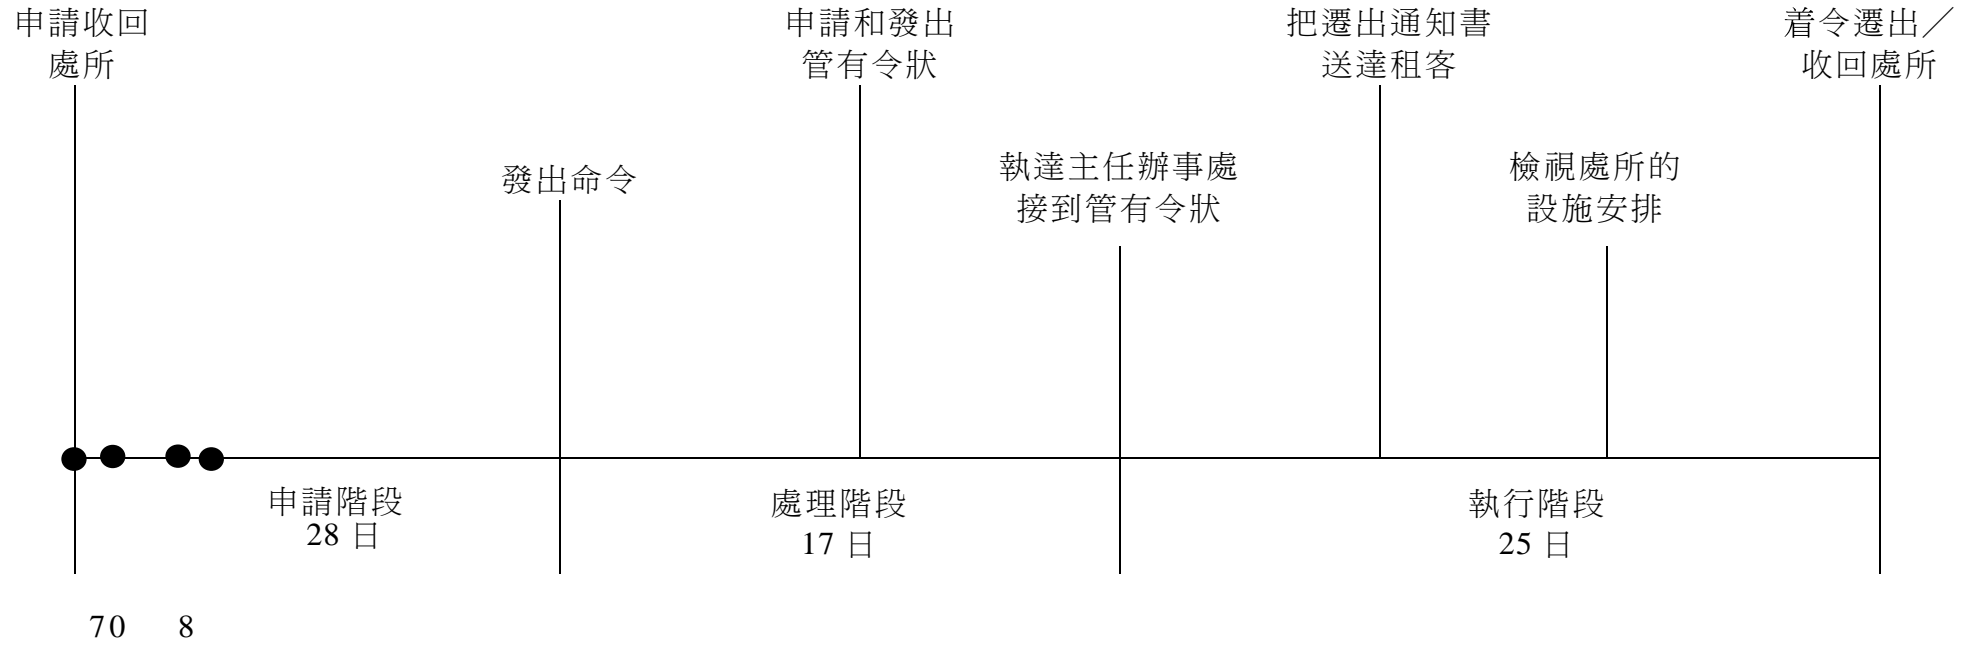 申請收回
處所
申請和發出
管有令狀
把遷出通知書
送達租客
着令遷出／
收回處所
發出命令
執達主任辦事處
接到管有令狀
檢視處所的
設施安排
申請階段
28 日
處理階段
17 日
執行階段
25 日
70 8